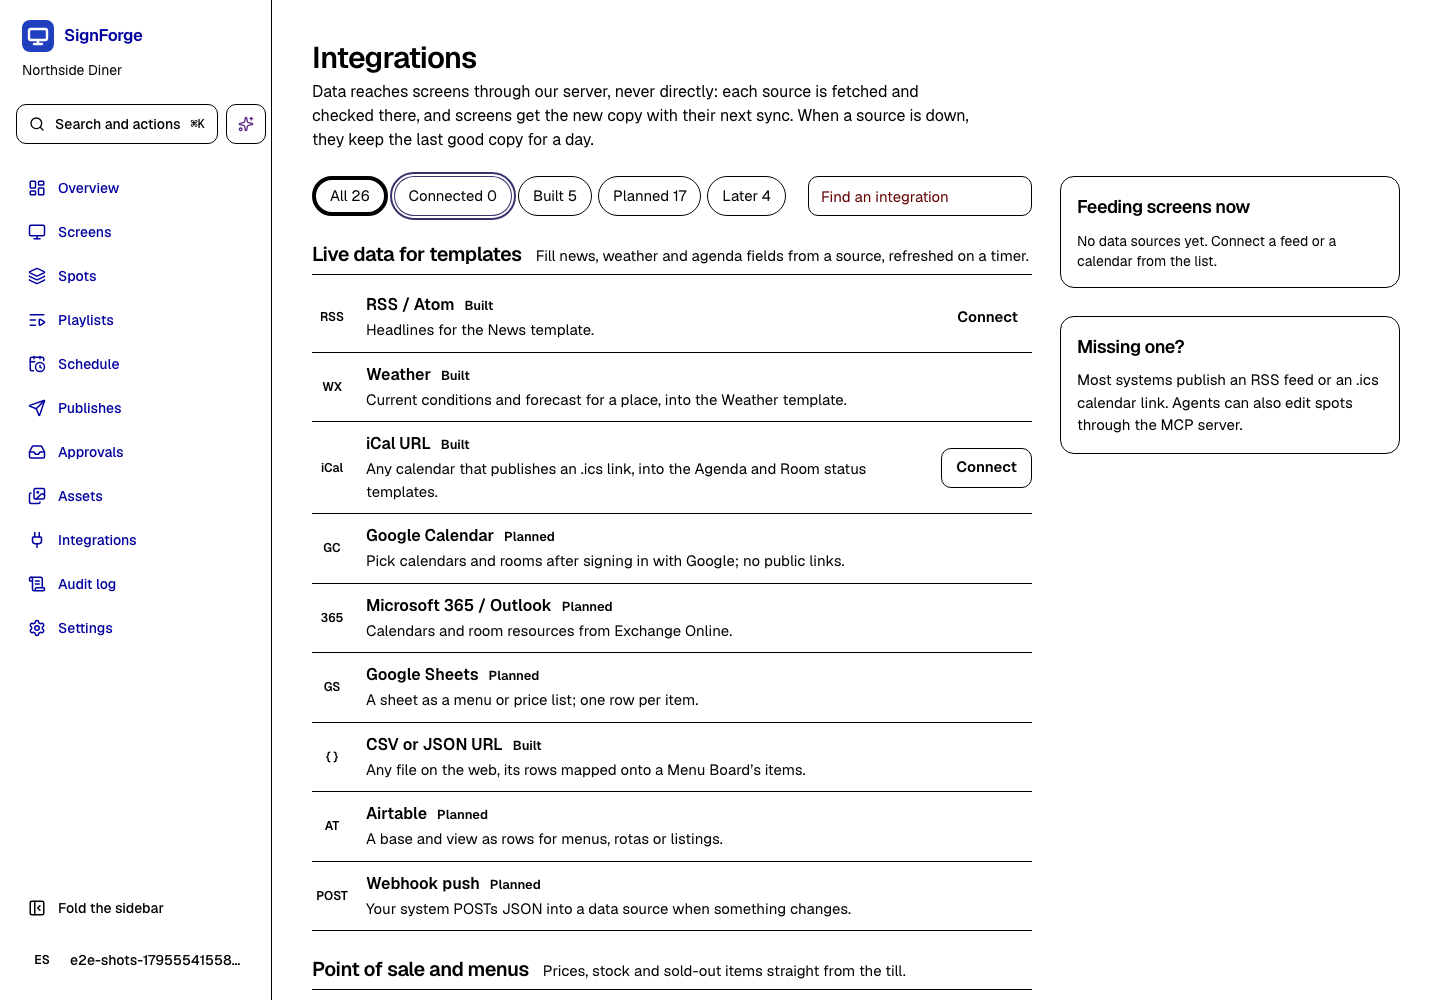 SignForge
Northside Diner
Search and actions ⌘K
Overview
Screens
Spots
Playlists
Schedule
Publishes
Approvals
Assets
Integrations
Audit log
Settings
Fold the sidebar
ES e2e-shots-17955541558…
Integrations
Data reaches screens through our server, never directly: each source is fetched and
checked there, and screens get the new copy with their next sync. When a source is down,
they keep the last good copy for a day.
All 26 Connected 0 Built 5 Planned 17 Later 4 Find an integration
Live data for templates Fill news, weather and agenda fields from a source, refreshed on a timer.
RSS RSS / Atom Built
Headlines for the News template.
Connect
WX Weather Built
Current conditions and forecast for a place, into the Weather template.
iCal iCal URL Built
Any calendar that publishes an .ics link, into the Agenda and Room status
templates.
Connect
GC Google Calendar Planned
Pick calendars and rooms after signing in with Google; no public links.
365 Microsoft 365 / Outlook Planned
Calendars and room resources from Exchange Online.
GS Google Sheets Planned
A sheet as a menu or price list; one row per item.
{} CSV or JSON URL Built
Any file on the web, its rows mapped onto a Menu Board’s items.
AT Airtable Planned
A base and view as rows for menus, rotas or listings.
POST Webhook push Planned
Your system POSTs JSON into a data source when something changes.
Point of sale and menus Prices, stock and sold-out items straight from the till.
Feeding screens now
No data sources yet. Connect a feed or a
calendar from the list.
Missing one?
Most systems publish an RSS feed or an .ics
calendar link. Agents can also edit spots
through the MCP server.